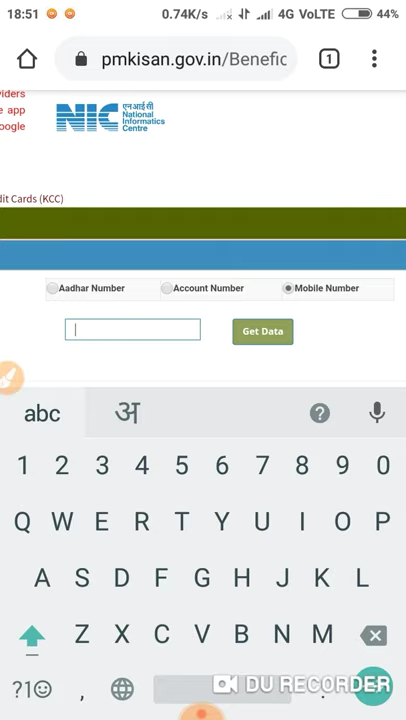 18:51 0.74K/s 4G VoLTE 44%
pmkisan.gov.in/Benefic 1
viders
e app
oogle
NIC एन आई सी
National
Informatics
Centre
dit Cards (KCC)
Aadhar Number Account Number Mobile Number
Get Data
abc अ ?
1 2 3 4 5 6 7 8 9 0
Q W E R T Y U I O P
A S D F G H J K L
Z X C V B N M
?1 , .
DU RECORDER